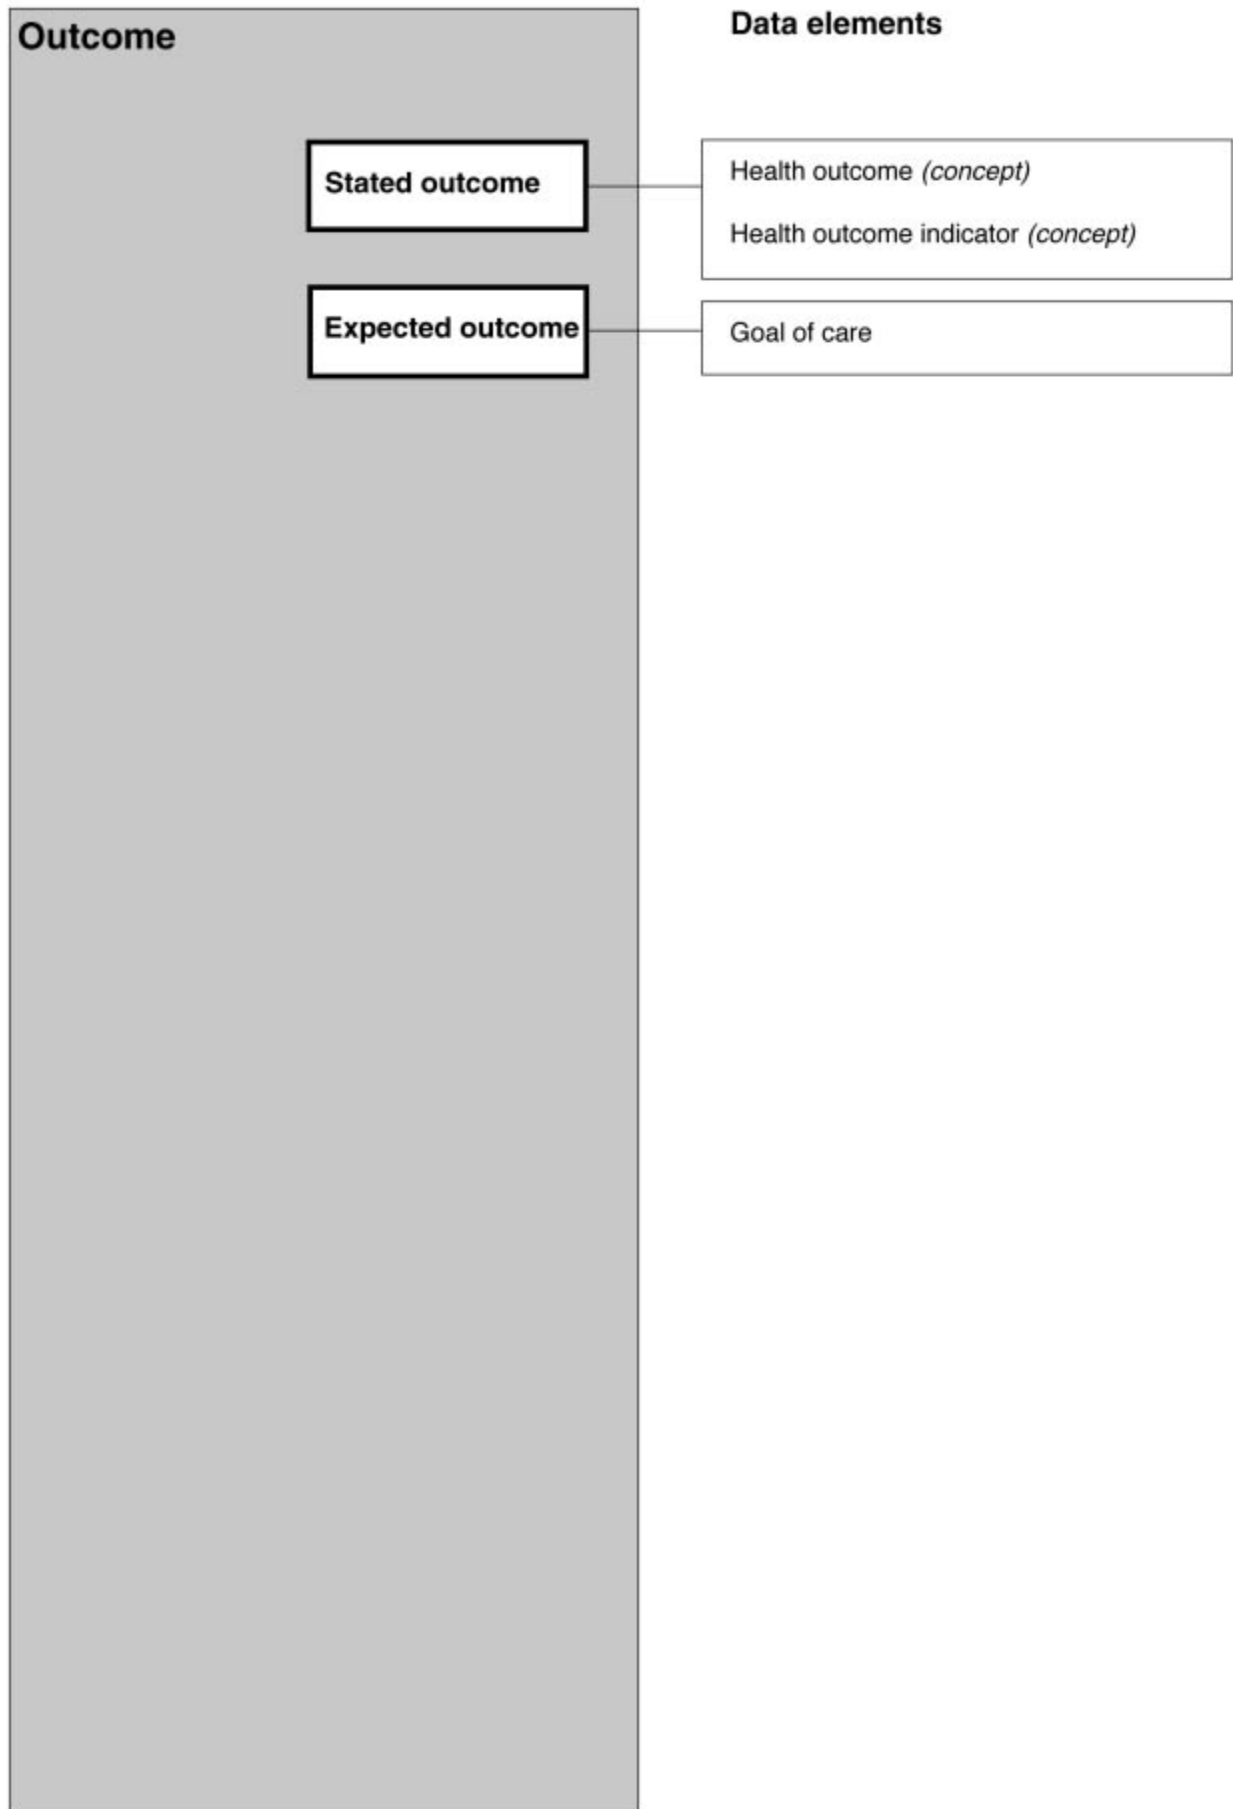 Outcome
Data elements
Stated outcome
Health outcome (concept)
Health outcome indicator (concept)
Expected outcome
Goal of care